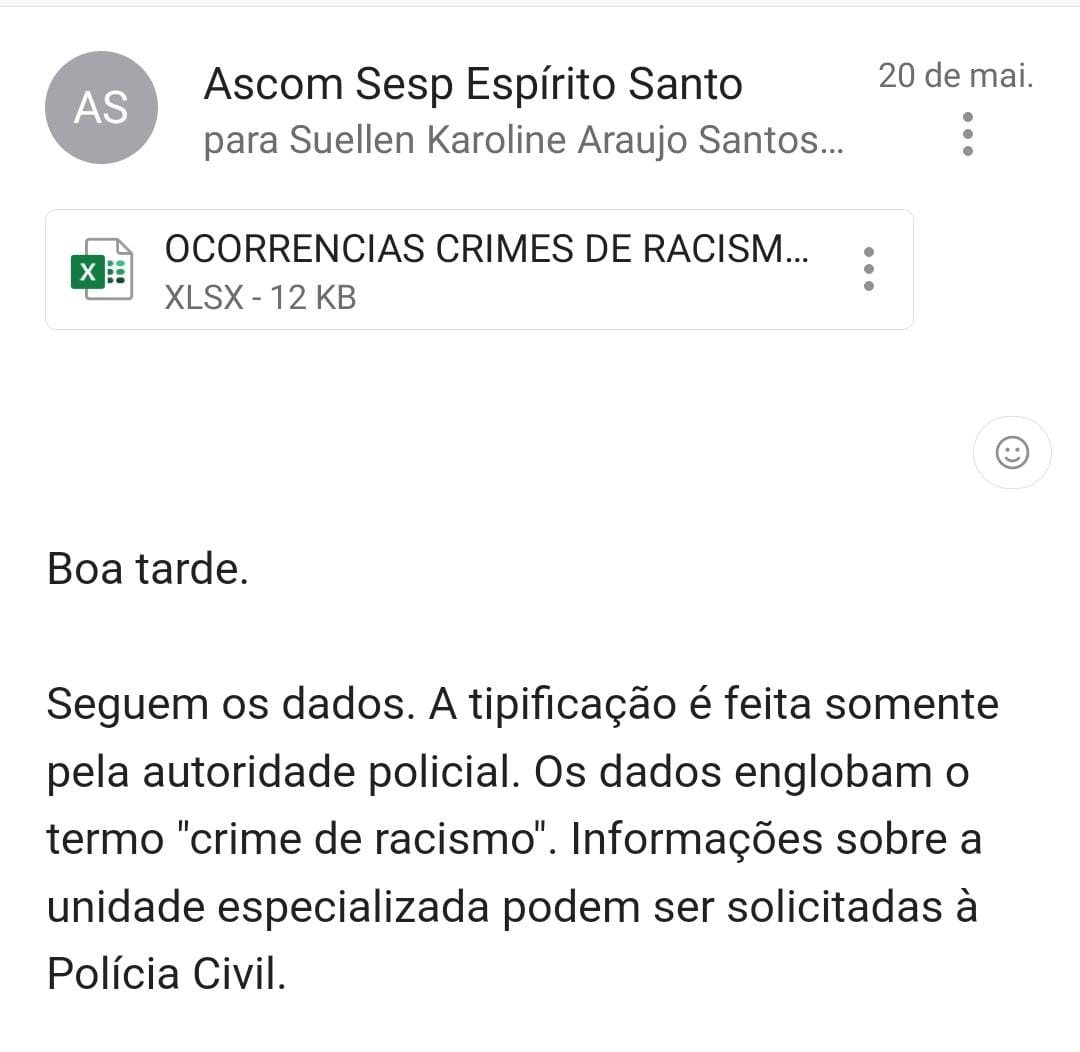 AS
Ascom Sesp Espírito Santo
20 de mai.
para Suellen Karoline Araujo Santos...
X
OCORRENCIAS CRIMES DE RACISM...
XLSX - 12 KB
Boa tarde.
Seguem os dados. A tipificação é feita somente
pela autoridade policial. Os dados englobam o
termo "crime de racismo". Informações sobre a
unidade especializada podem ser solicitadas à
Polícia Civil.